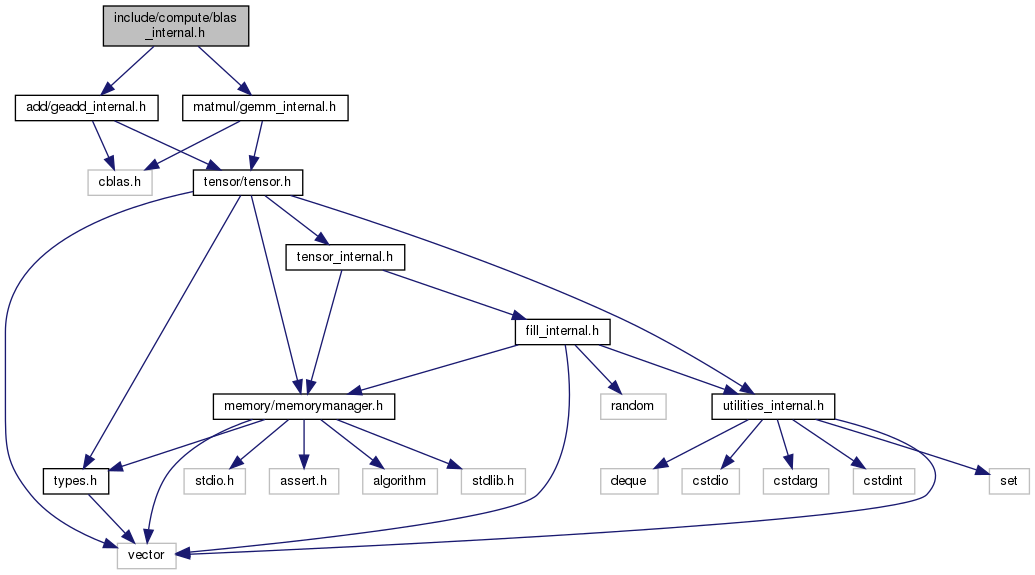 include/compute/blas
_internal.h
add/geadd_internal.h
matmul/gemm_internal.h
cblas.h
tensor/tensor.h
tensor_internal.h
fill_internal.h
memory/memorymanager.h
random
utilities_internal.h
types.h
stdio.h
assert.h
algorithm
stdlib.h
deque
cstdio
cstdarg
cstdint
set
vector